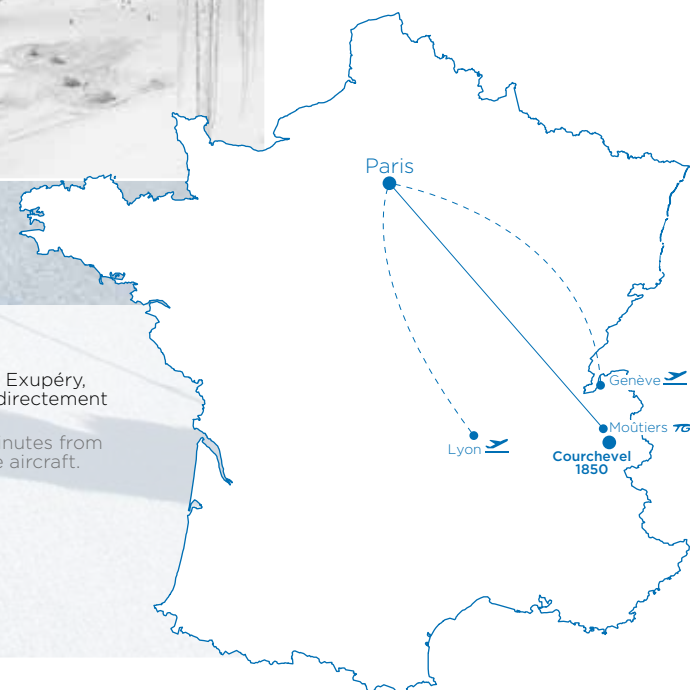 Paris
Exupéry,
directement
nutes from
e aircraft.
Genève
Moûtiers
Lyon
Courchevel
1850